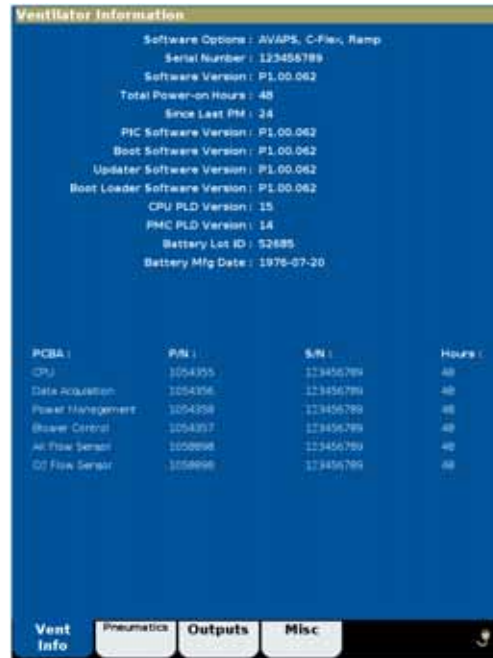 Ventilator Information
Software Options : AVAPS, C-Flex, Ramp
Serial Number : 123456789
Software Version : P1.00.062
Total Power-on Hours : 48
Since Last PM : 24
PIC Software Version : P1.00.062
Boot Software Version : P1.00.062
Updater Software Version : P1.00.062
Boot Loader Software Version : P1.00.062
CPU PLD Version : 15
PMC PLD Version : 14
Battery Lot ID : 52685
Battery Mfg Date : 1976-07-20
PCBA : P/N : S/N : Hours :
CPU 1054355 123456789 48
Data Acquisition 1054356 123456789 48
Power Management 1054358 123456789 48
Blower Control 1054357 123456789 48
Air Flow Sensor 1058898 123456789 48
O2 Flow Sensor 1058898 123456789 48
Vent Info Pneumatics Outputs Misc